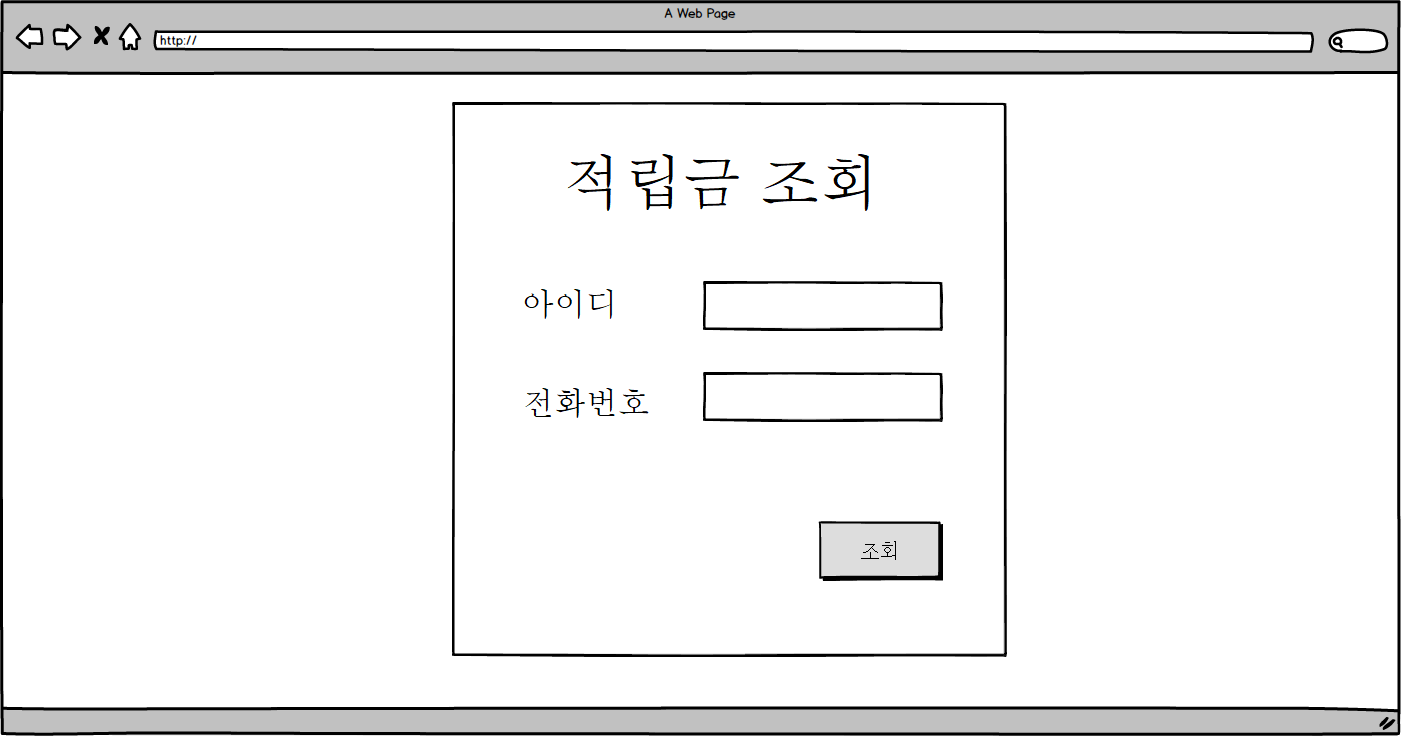 A Web Page
http://
적립금 조회
아이디
전화번호
조회